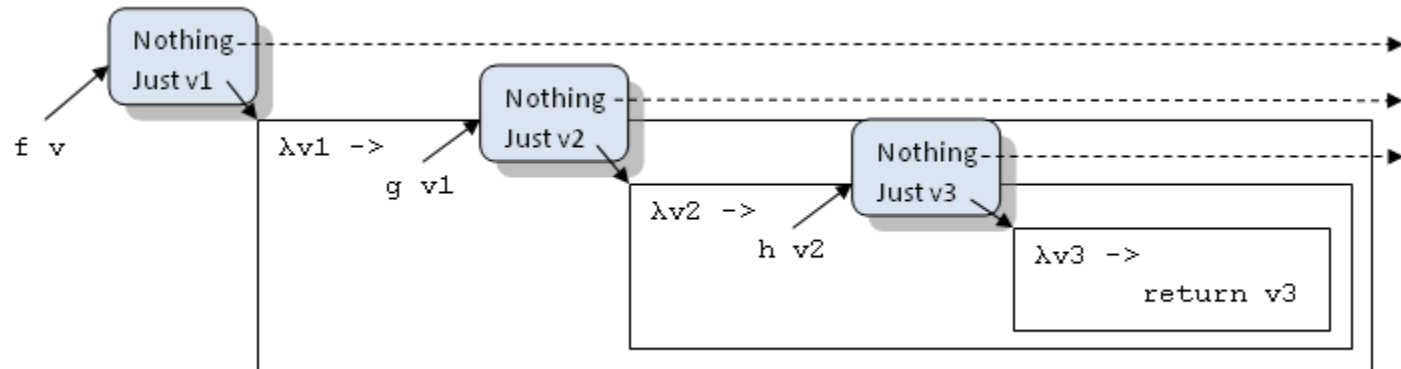 Nothing
Just v1
f v
λv1 ->
g v1
Nothing
Just v2
λv2 ->
h v2
Nothing
Just v3
λv3 ->
return v3